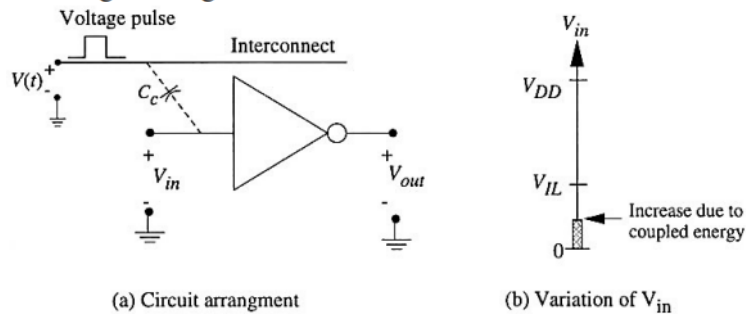 Voltage pulse
Interconnect
V(t)
+
-
C_c
+
V_in
-
+
V_out
-
(a) Circuit arrangment
V_in
V_DD
V_IL
Increase due to
coupled energy
0
(b) Variation of V_in